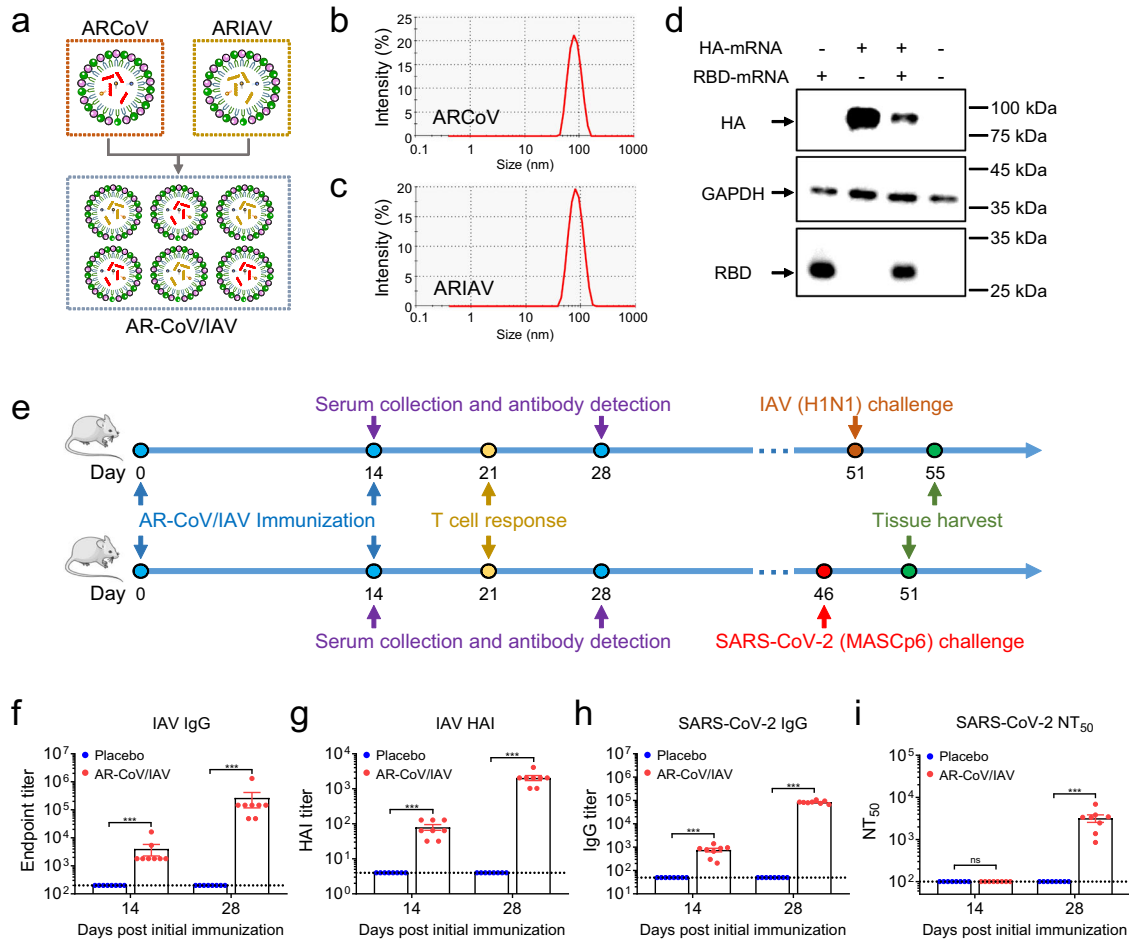 a
ARCoV
ARIAV
AR-CoV/IAV
b
Intensity (%)
25
20
15
10
5
0
ARCoV
0.1 1 10 100 1000
Size (nm)
c
Intensity (%)
20
15
10
5
0
ARIAV
0.1 1 10 100 1000
Size (nm)
d
HA-mRNA - + + -
RBD-mRNA + - + -
HA
100 kDa
75 kDa
GAPDH
45 kDa
35 kDa
RBD
35 kDa
25 kDa
e
Serum collection and antibody detection
IAV (H1N1) challenge
Day
0 14 21 28 51 55
AR-CoV/IAV Immunization
T cell response
Tissue harvest
Day
0 14 21 28 46 51
Serum collection and antibody detection
SARS-CoV-2 (MASCp6) challenge
f
IAV IgG
Endpoint titer
10⁷
10⁶
10⁵
10⁴
10³
10²
Placebo
AR-CoV/IAV
***
***
14 28
Days post initial immunization
g
IAV HAI
HAI titer
10⁴
10³
10²
10¹
10⁰
Placebo
AR-CoV/IAV
***
***
14 28
Days post initial immunization
h
SARS-CoV-2 IgG
IgG titer
10⁷
10⁶
10⁵
10⁴
10³
10²
10¹
Placebo
AR-CoV/IAV
***
***
14 28
Days post initial immunization
i
SARS-CoV-2 NT₅₀
NT₅₀
10⁵
10⁴
10³
10²
Placebo
AR-CoV/IAV
ns
***
14 28
Days post initial immunization